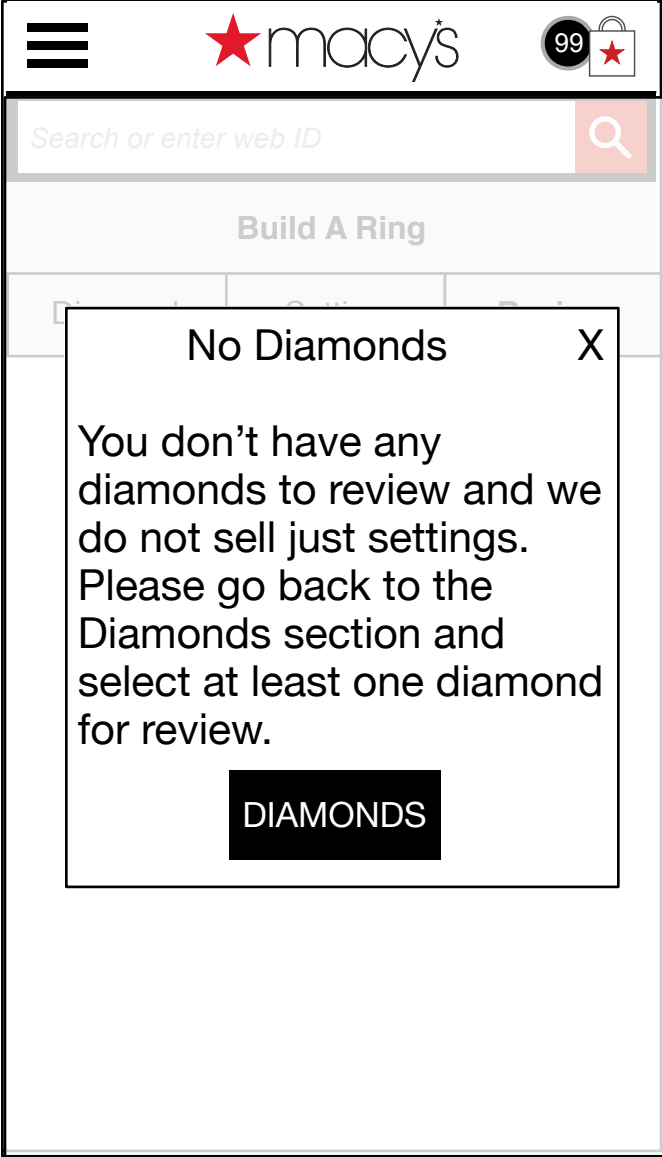 macy's
99
Search or enter web ID
Build A Ring
No Diamonds X
You don’t have any
diamonds to review and we
do not sell just settings.
Please go back to the
Diamonds section and
select at least one diamond
for review.
DIAMONDS